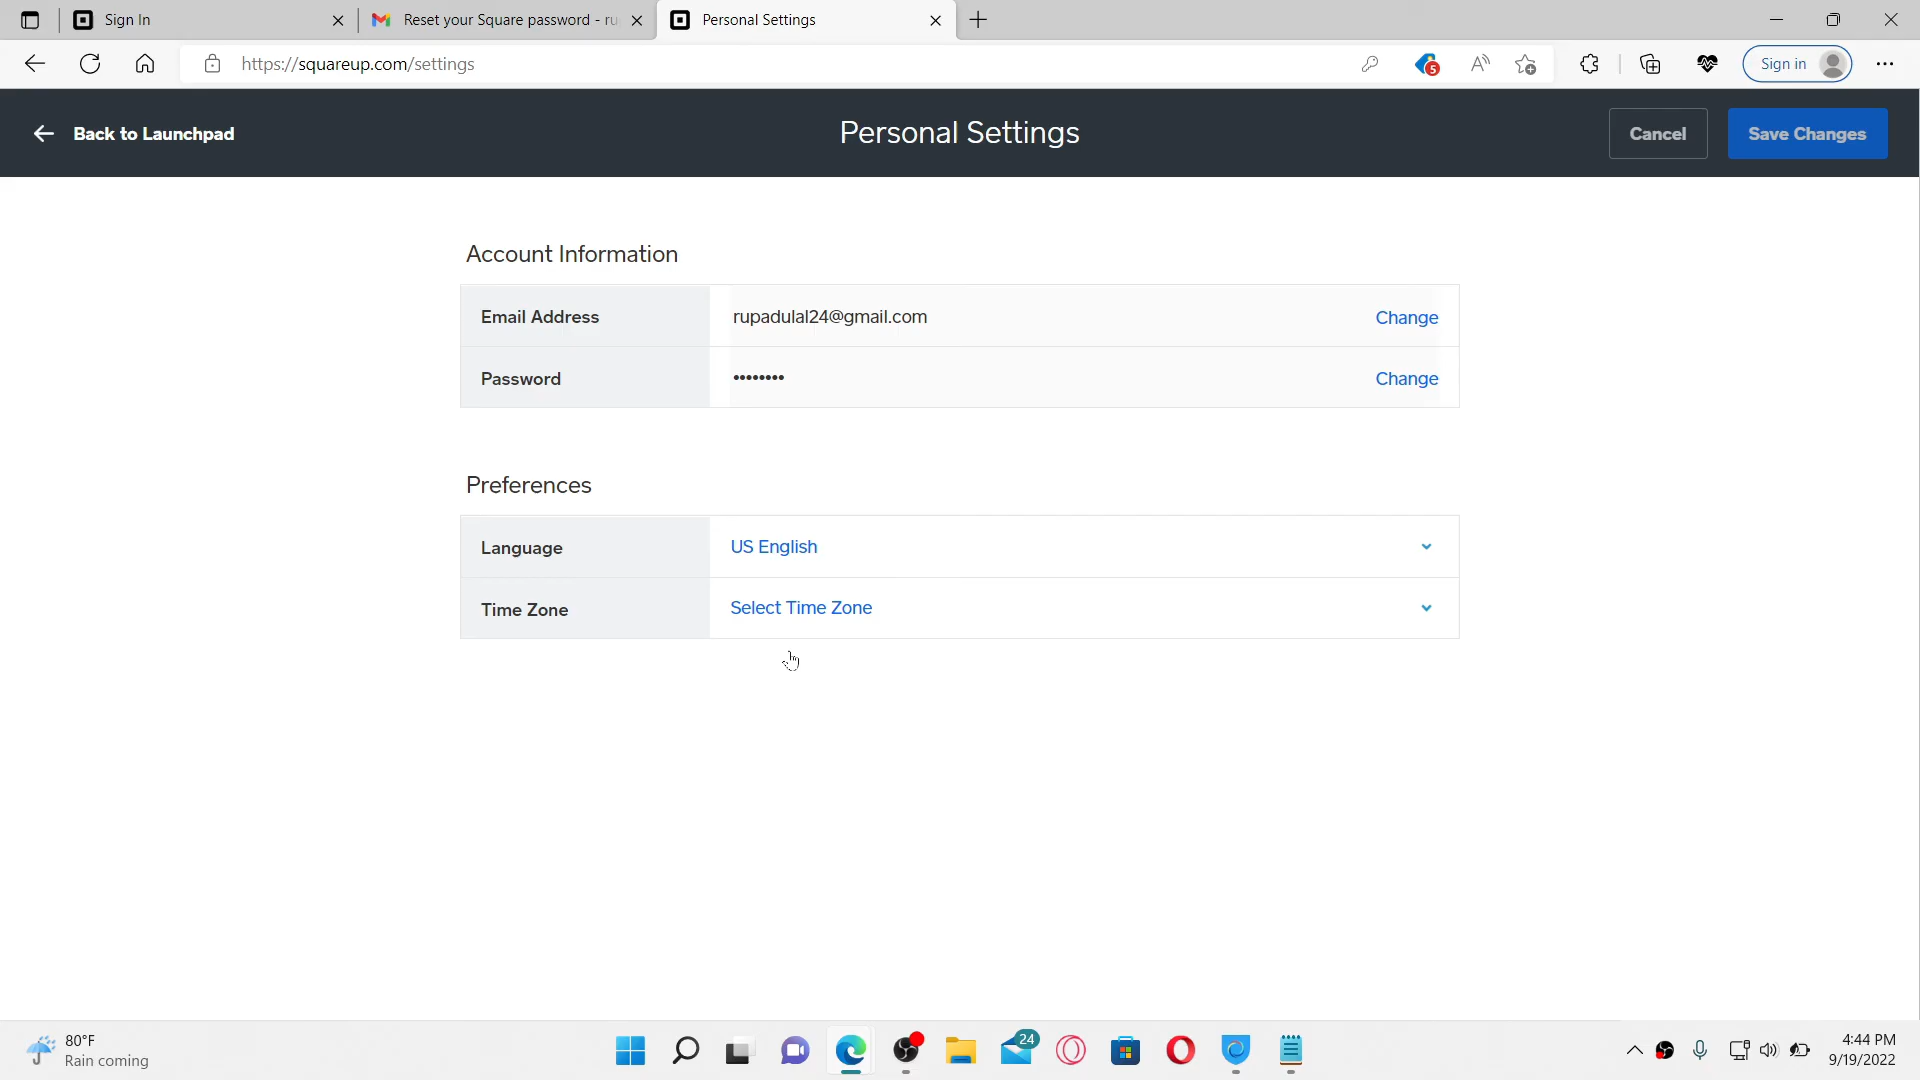 Sign In
Reset your Square password - ru
Personal Settings
https://squareup.com/settings
5
Sign in
Back to Launchpad
Personal Settings
Cancel
Save Changes
Account Information
Email Address
rupadulal24@gmail.com
Change
Password
••••••••
Change
Preferences
Language
US English
Time Zone
Select Time Zone
80°F
Rain coming
24
4:44 PM
9/19/2022